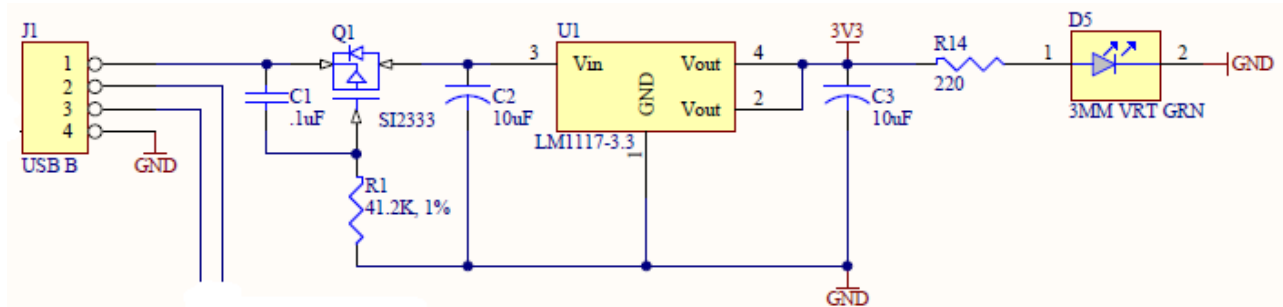 J1
1
2
3
4
USB B
GND
C1
.1uF
Q1
SI2333
R1
41.2K, 1%
C2
10uF
U1
3
Vin
GND
1
Vout
4
Vout
2
LM1117-3.3
3V3
C3
10uF
GND
R14
220
D5
1
2
3MM VRT GRN
GND